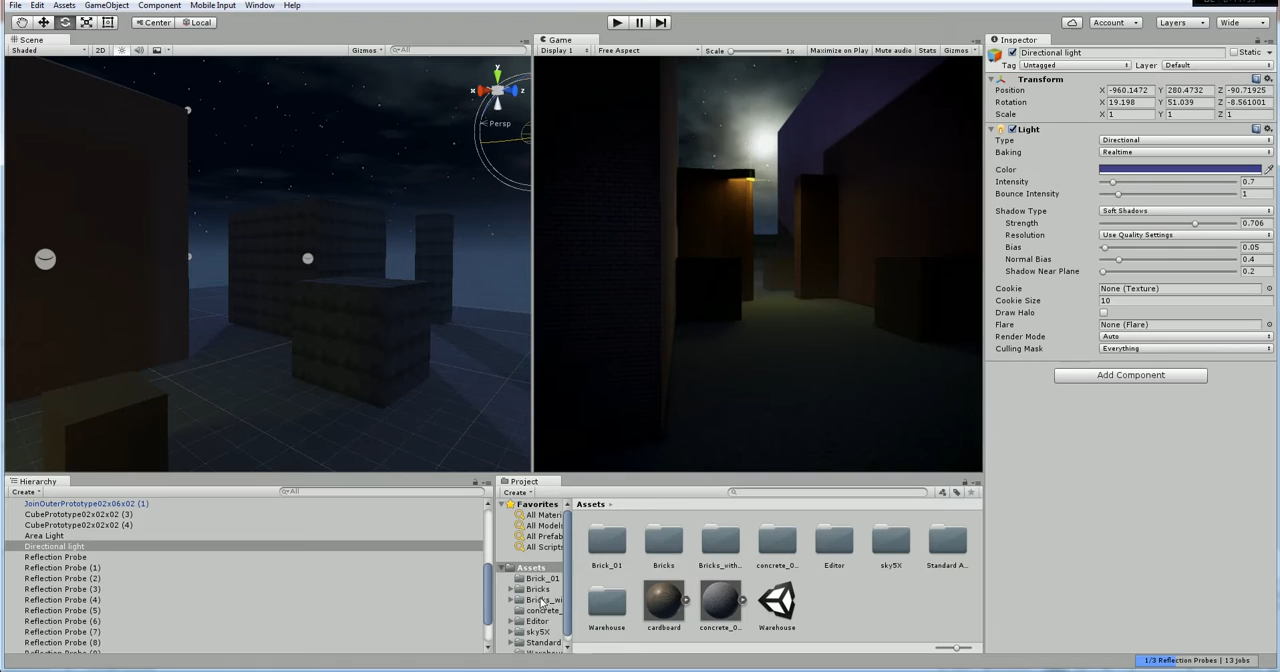 File Edit Assets GameObject Component Mobile Input Window Help
Center Local Account Layers Wide
Scene
Shaded 2D Gizmos All
y
x z
Persp
Game
Display 1 Free Aspect Scale 1x Maximize on Play Mute audio Stats Gizmos
Inspector
Directional light Static
Tag Untagged Layer Default
Transform
Position X -960.1472 Y 280.4732 Z -90.71925
Rotation X 19.198 Y 51.039 Z -8.561001
Scale X 1 Y 1 Z 1
Light
Type Directional
Baking Realtime
Color
Intensity 0.7
Bounce Intensity 1
Shadow Type Soft Shadows
Strength 0.706
Resolution Use Quality Settings
Bias 0.05
Normal Bias 0.4
Shadow Near Plane 0.2
Cookie None (Texture)
Cookie Size 10
Draw Halo
Flare None (Flare)
Render Mode Auto
Culling Mask Everything
Add Component
Hierarchy
Create All
JoinOuterPrototype02x06x02 (1)
CubePrototype02x02x02 (3)
CubePrototype02x02x02 (4)
Area Light
Directional light
Reflection Probe
Reflection Probe (1)
Reflection Probe (2)
Reflection Probe (3)
Reflection Probe (4)
Reflection Probe (5)
Reflection Probe (6)
Reflection Probe (7)
Reflection Probe (8)
Project
Create
Favorites
All Materi
All Models
All Prefab
All Scripts
Assets
Brick_01
Bricks
Bricks_wi
concrete_
Editor
sky5X
Standard
Assets
Brick_01 Bricks Bricks_with... concrete_0... Editor sky5X Standard A...
Warehouse cardboard concrete_0... Warehouse
1/3 Reflection Probes | 13 jobs